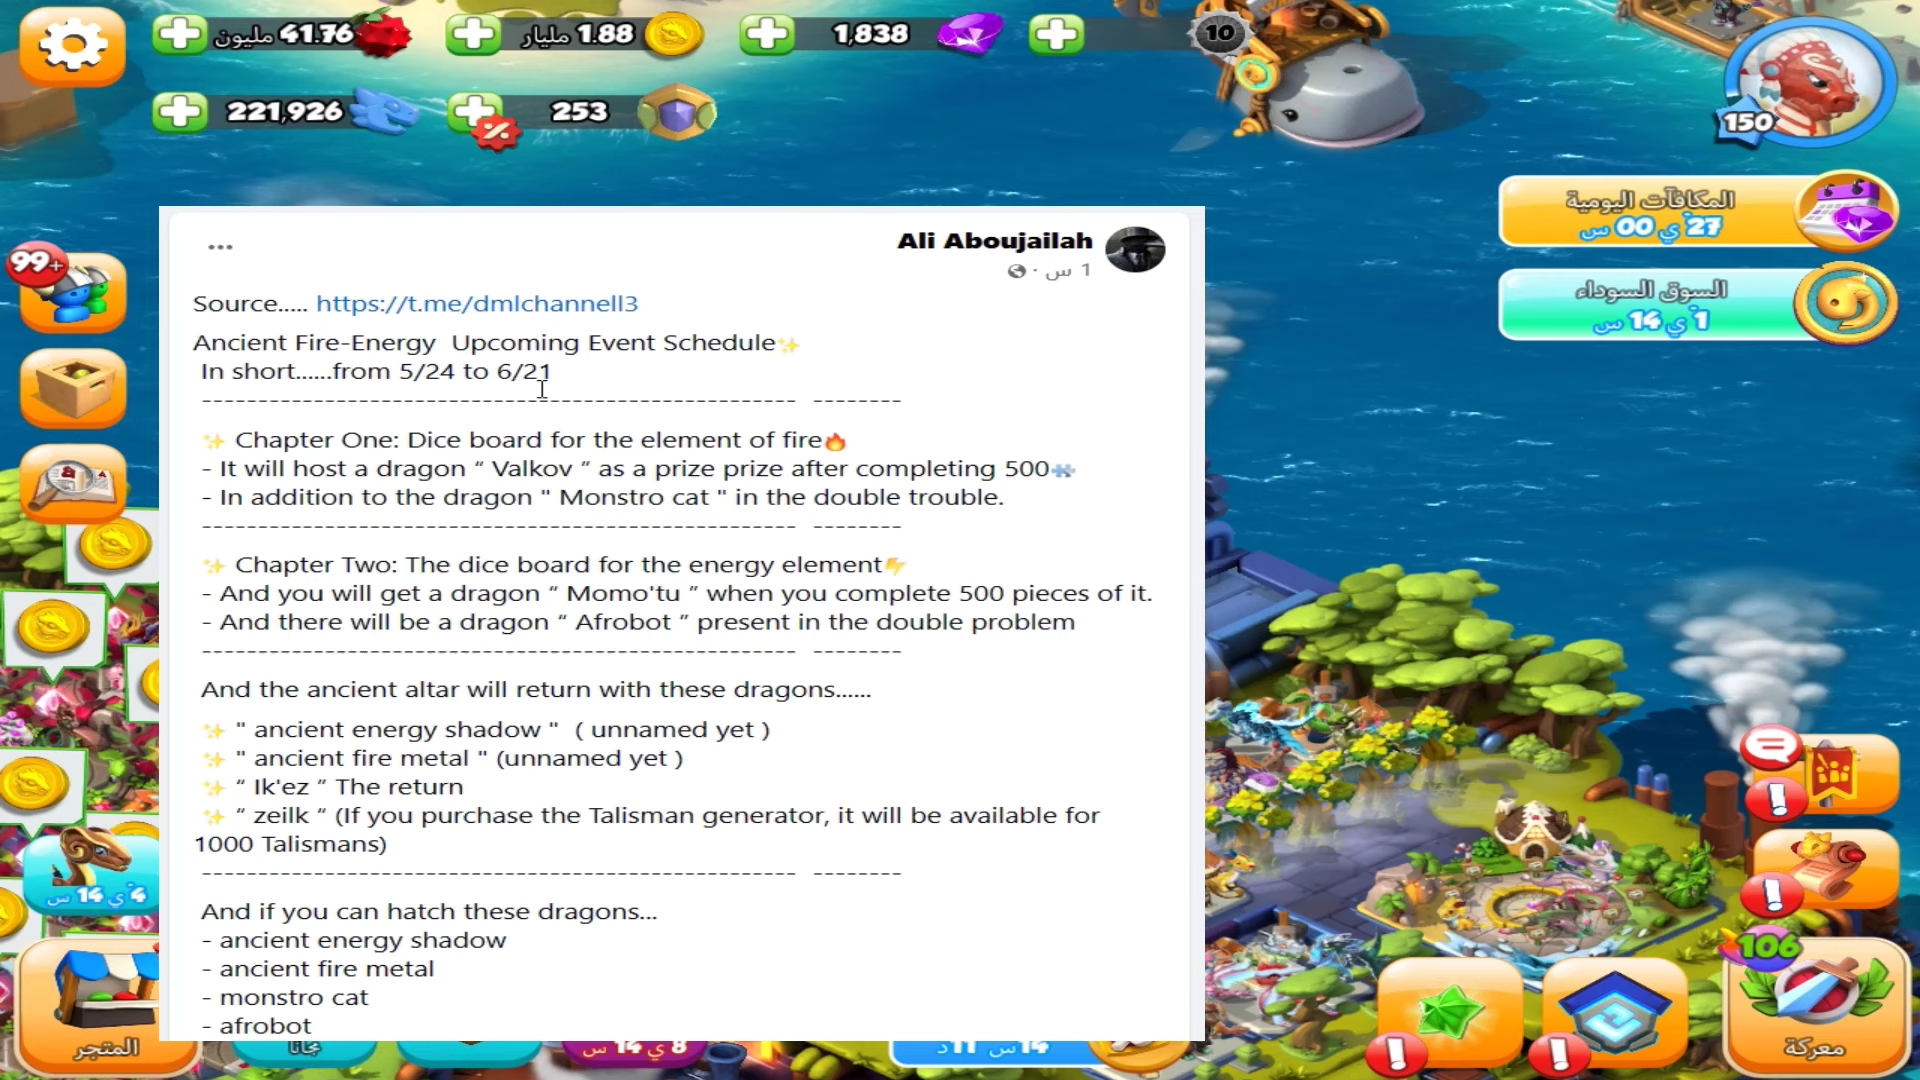 41.76 مليون
1.88 مليار
1,838
10
221,926
253
150
المكافآت اليومية
27 ي 00 س
السوق السوداء
1 ي 14 س
99+
Ali Aboujailah
1 س ·
Source..... https://t.me/dmlchannell3
Ancient Fire-Energy Upcoming Event Schedule✨
In short......from 5/24 to 6/21
----------------------------------------------------- --------
✨ Chapter One: Dice board for the element of fire🔥
- It will host a dragon “ Valkov ” as a prize prize after completing 500🧩
- In addition to the dragon " Monstro cat " in the double trouble.
----------------------------------------------------- --------
✨ Chapter Two: The dice board for the energy element⚡
- And you will get a dragon “ Momo'tu ” when you complete 500 pieces of it.
- And there will be a dragon “ Afrobot ” present in the double problem
----------------------------------------------------- --------
And the ancient altar will return with these dragons......
✨ " ancient energy shadow " ( unnamed yet )
✨ " ancient fire metal " (unnamed yet )
✨ “ Ik'ez ” The return
✨ “ zeilk “ (If you purchase the Talisman generator, it will be available for
1000 Talismans)
----------------------------------------------------- --------
And if you can hatch these dragons...
- ancient energy shadow
- ancient fire metal
- monstro cat
- afrobot
4 ي 14 س
106
المتجر
مجانا
8 ي 14 س
14س 11 د
معركة